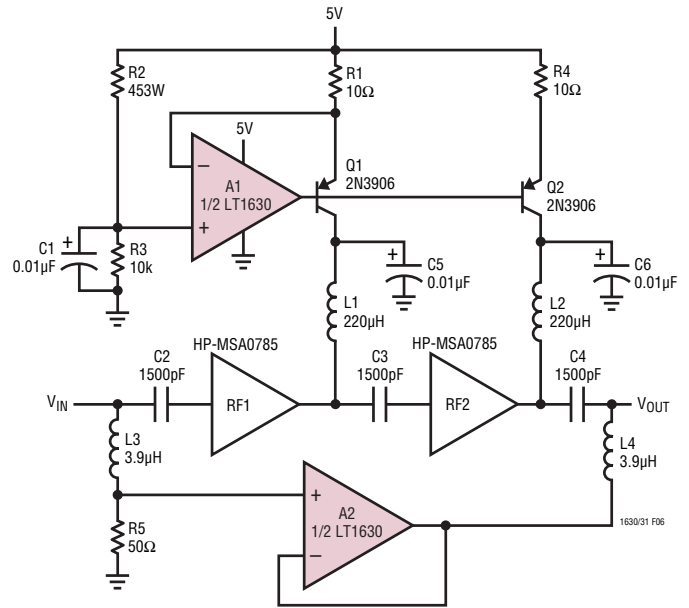 5V
R2
453W
R1
10Ω
R4
10Ω
5V
Q1
2N3906
Q2
2N3906
−
A1
1/2 LT1630
+
C1
0.01µF
+
R3
10k
+
C5
0.01µF
+
C6
0.01µF
L1
220µH
L2
220µH
HP-MSA0785
HP-MSA0785
C2
1500pF
C3
1500pF
C4
1500pF
VIN
RF1
RF2
VOUT
L3
3.9µH
L4
3.9µH
+
A2
1/2 LT1630
−
R5
50Ω
1630/31 F06